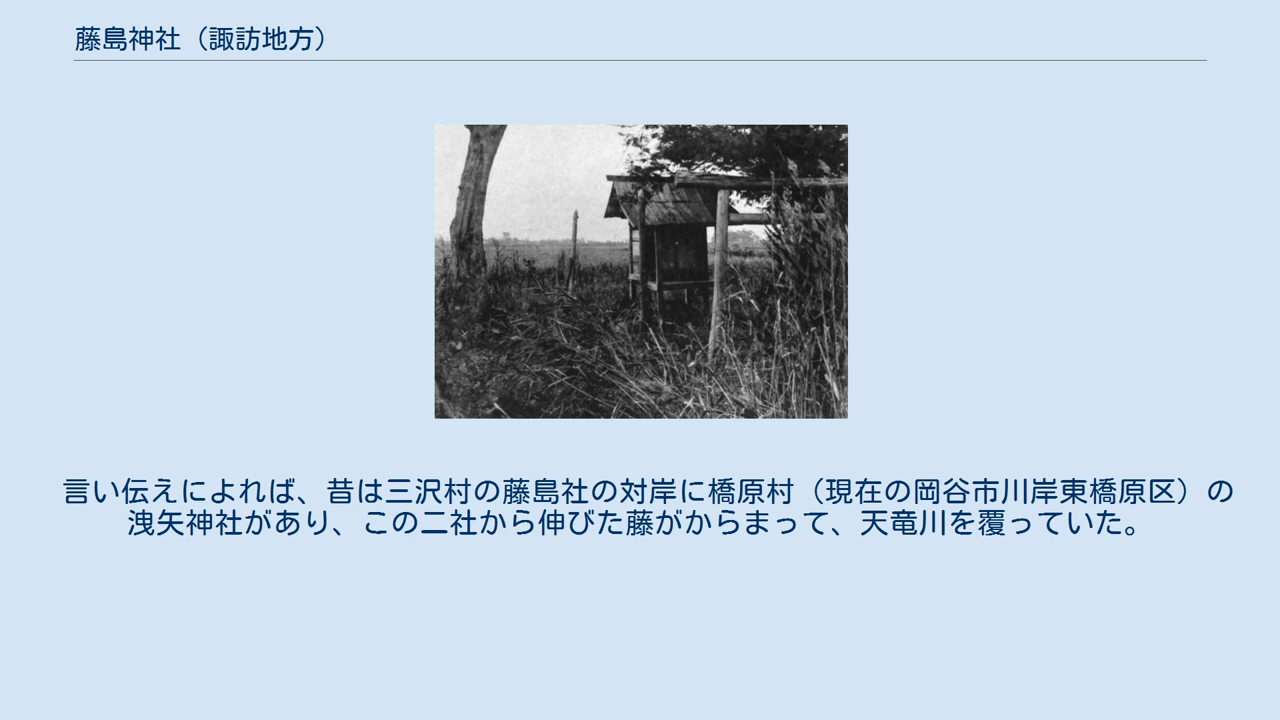 藤島神社（諏訪地方）
言い伝えによれば、昔は三沢村の藤島社の対岸に橋原村（現在の岡谷市川岸東橋原区）の
洩矢神社があり、この二社から伸びた藤がからまって、天竜川を覆っていた。